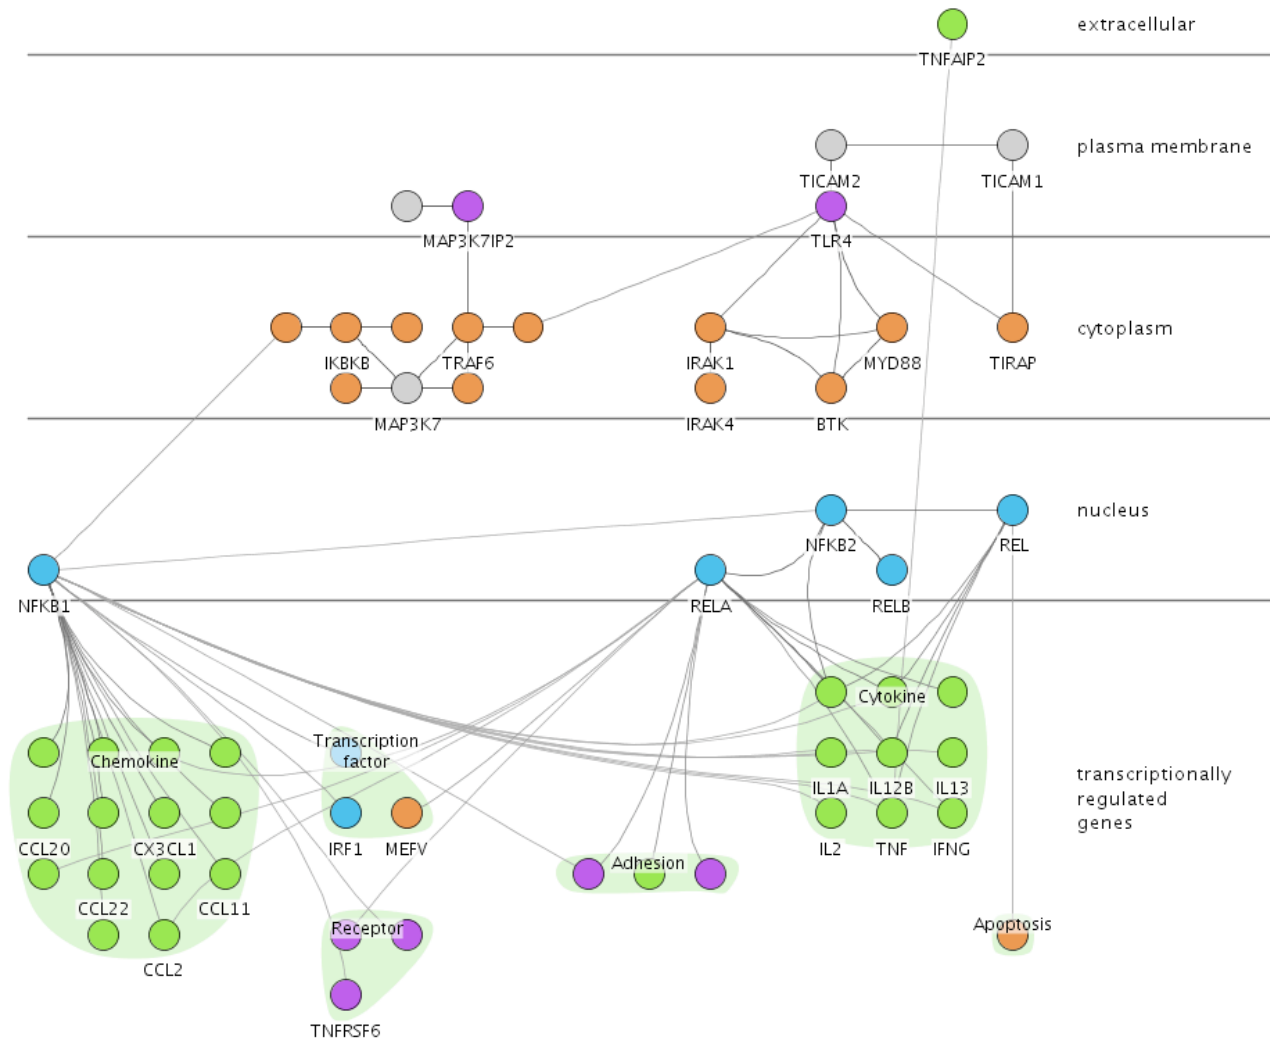 extracellular
TNFAIP2
plasma membrane
TICAM2
TICAM1
MAP3K7IP2
TLR4
cytoplasm
IKBKB
TRAF6
IRAK1
MYD88
TIRAP
MAP3K7
IRAK4
BTK
nucleus
NFKB2
REL
NFKB1
RELA
RELB
Cytokine
Transcription
factor
Chemokine
transcriptionally
regulated
genes
IL1A
IL12B
IL13
CCL20
CX3CL1
IRF1
MEFV
IL2
TNF
IFNG
Adhesion
CCL22
CCL11
Receptor
Apoptosis
CCL2
TNFRSF6